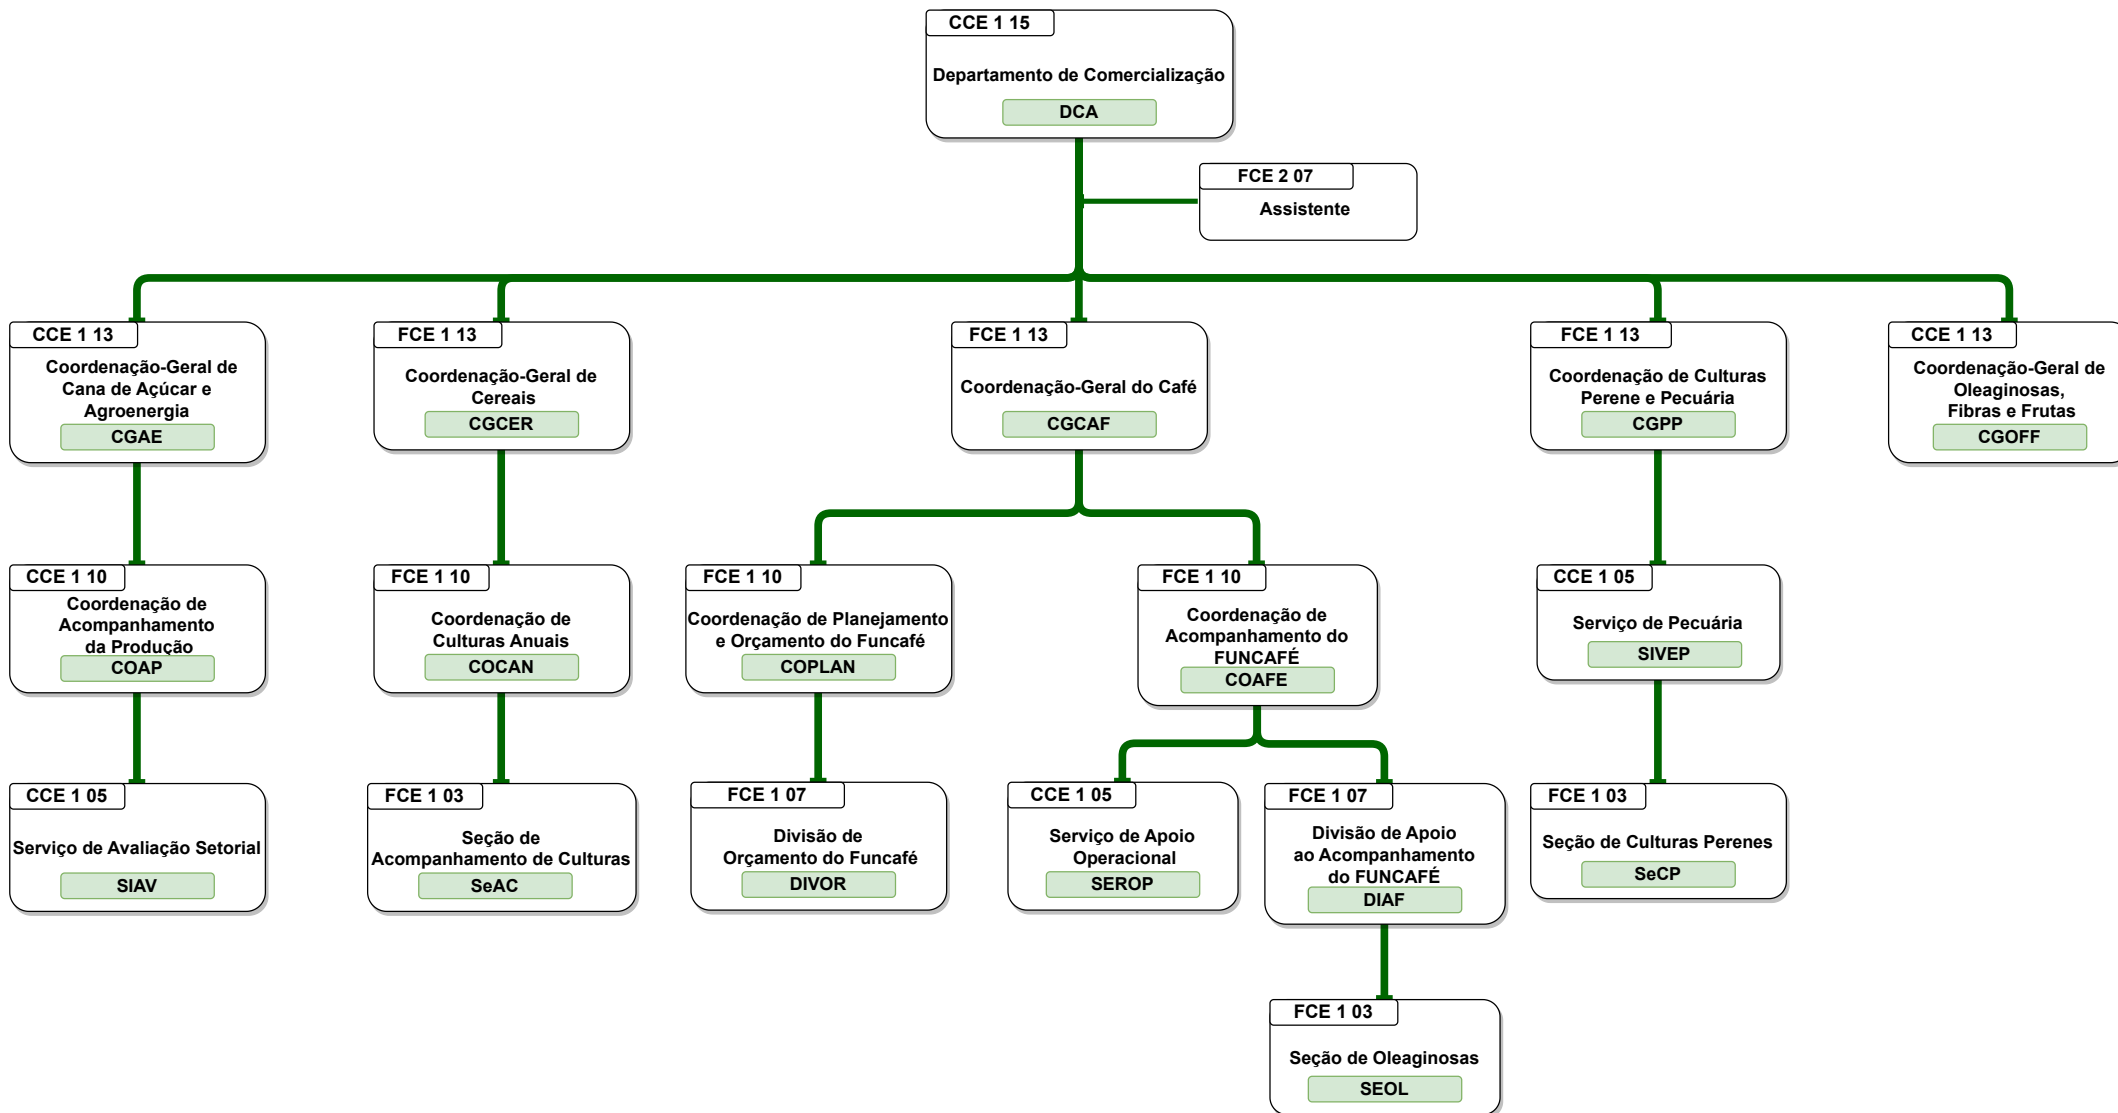 CCE 1 15
Departamento de Comercialização
DCA
FCE 2 07
Assistente
CCE 1 13
Coordenação-Geral de
Cana de Açúcar e
Agroenergia
CGAE
FCE 1 13
Coordenação-Geral de
Cereais
CGCER
FCE 1 13
Coordenação-Geral do Café
CGCAF
FCE 1 13
Coordenação de Culturas
Perene e Pecuária
CGPP
CCE 1 13
Coordenação-Geral de
Oleaginosas,
Fibras e Frutas
CGOFF
CCE 1 10
Coordenação de
Acompanhamento
da Produção
COAP
FCE 1 10
Coordenação de
Culturas Anuais
COCAN
FCE 1 10
Coordenação de Planejamento
e Orçamento do Funcafé
COPLAN
FCE 1 10
Coordenação de
Acompanhamento do
FUNCAFÉ
COAFE
CCE 1 05
Serviço de Pecuária
SIVEP
CCE 1 05
Serviço de Avaliação Setorial
SIAV
FCE 1 03
Seção de
Acompanhamento de Culturas
SeAC
FCE 1 07
Divisão de
Orçamento do Funcafé
DIVOR
CCE 1 05
Serviço de Apoio
Operacional
SEROP
FCE 1 07
Divisão de Apoio
ao Acompanhamento
do FUNCAFÉ
DIAF
FCE 1 03
Seção de Culturas Perenes
SeCP
FCE 1 03
Seção de Oleaginosas
SEOL